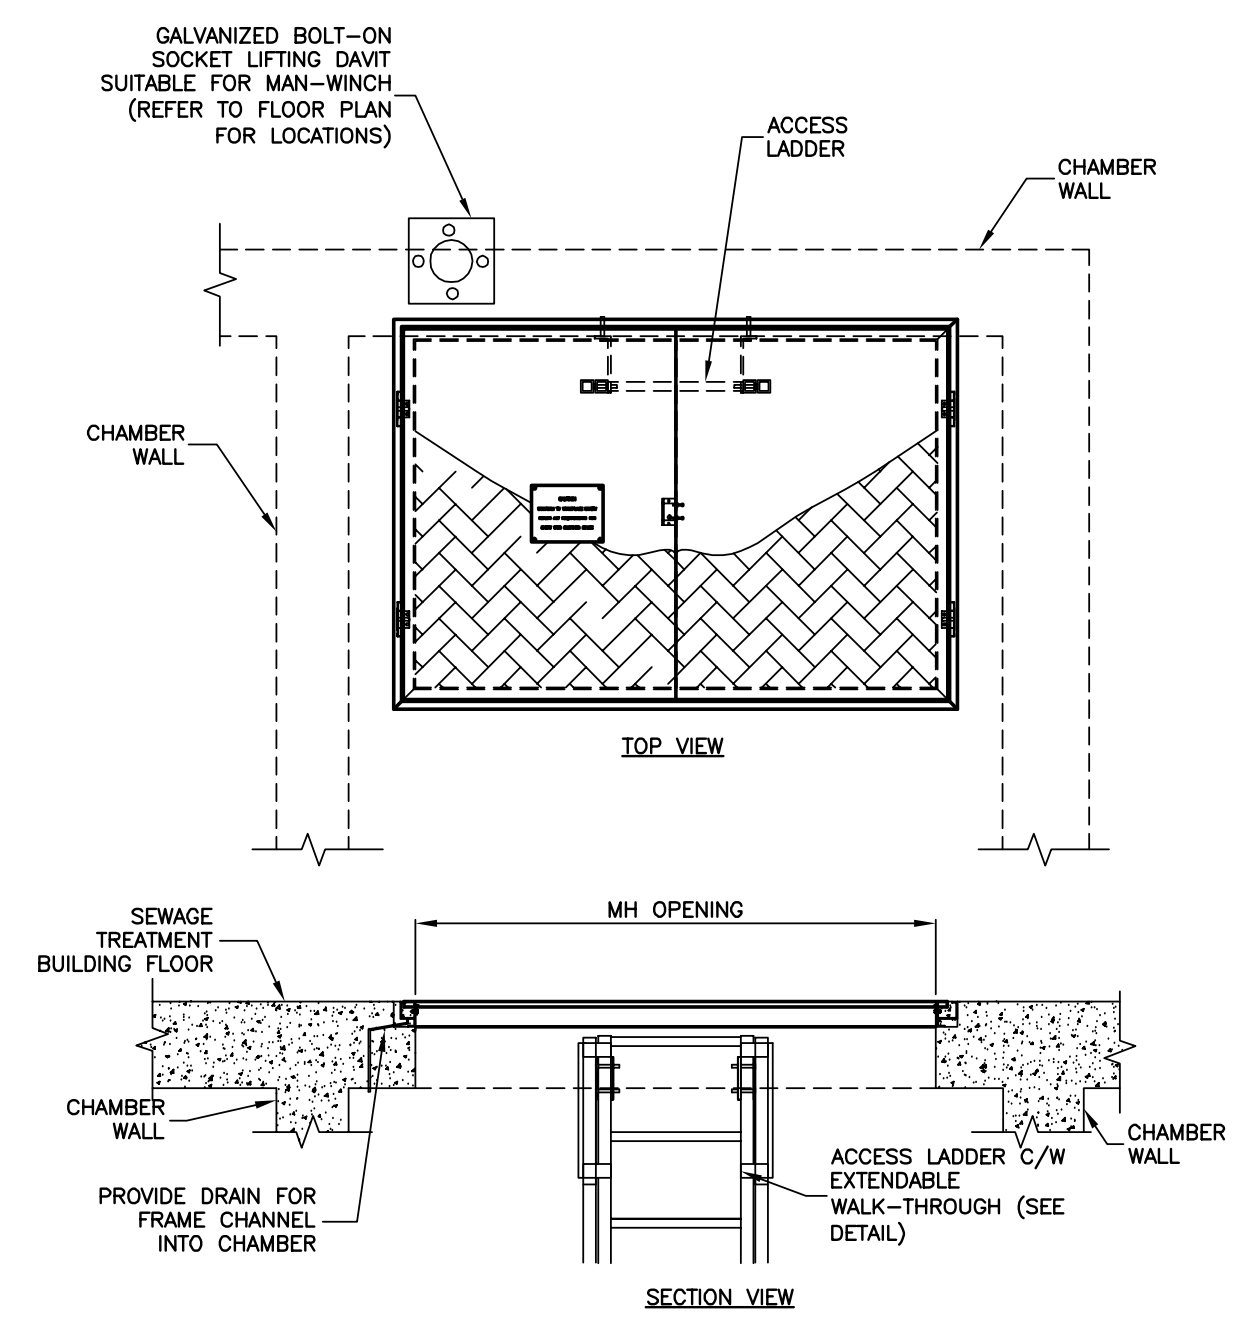 GALVANIZED BOLT-ON
SOCKET LIFTING DAVIT
SUITABLE FOR MAN-WINCH
(REFER TO FLOOR PLAN
FOR LOCATIONS)
ACCESS
LADDER
CHAMBER
WALL
CHAMBER
WALL
TOP VIEW
MH OPENING
SEWAGE
TREATMENT
BUILDING FLOOR
CHAMBER
WALL
CHAMBER
WALL
ACCESS LADDER C/W
EXTENDABLE
WALK-THROUGH (SEE
DETAIL)
PROVIDE DRAIN FOR
FRAME CHANNEL
INTO CHAMBER
SECTION VIEW